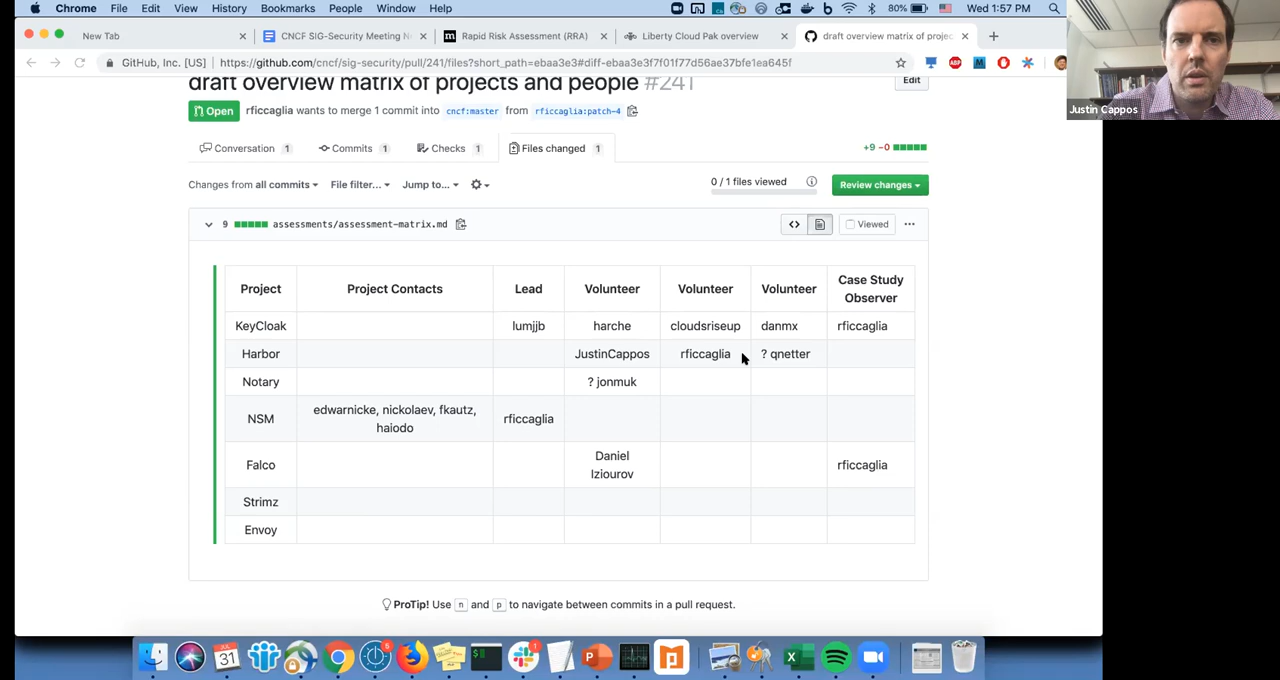 Chrome File Edit View History Bookmarks People Window Help 80% Wed 1:57 PM
New Tab CNCF SIG-Security Meeting N Rapid Risk Assessment (RRA) Liberty Cloud Pak overview draft overview matrix of projec
GitHub, Inc. [US] https://github.com/cncf/sig-security/pull/241/files?short_path=ebaa3e3#diff-ebaa3e3f7f01f77d56ae37bfe1ea645f
Justin Cappos
draft overview matrix of projects and people #241 Edit
Open rficcaglia wants to merge 1 commit into cncf:master from rficcaglia:patch-4
Conversation 1 Commits 1 Checks 1 Files changed 1 +9 −0
Changes from all commits File filter... Jump to... 0 / 1 files viewed Review changes
9 assessments/assessment-matrix.md Viewed
Project Project Contacts Lead Volunteer Volunteer Volunteer Case Study Observer
KeyCloak lumjjb harche cloudsriseup danmx rficcaglia
Harbor JustinCappos rficcaglia ? qnetter
Notary ? jonmuk
NSM edwarnicke, nickolaev, fkautz, haiodo rficcaglia
Falco Daniel Iziourov rficcaglia
Strimz
Envoy
ProTip! Use n and p to navigate between commits in a pull request.